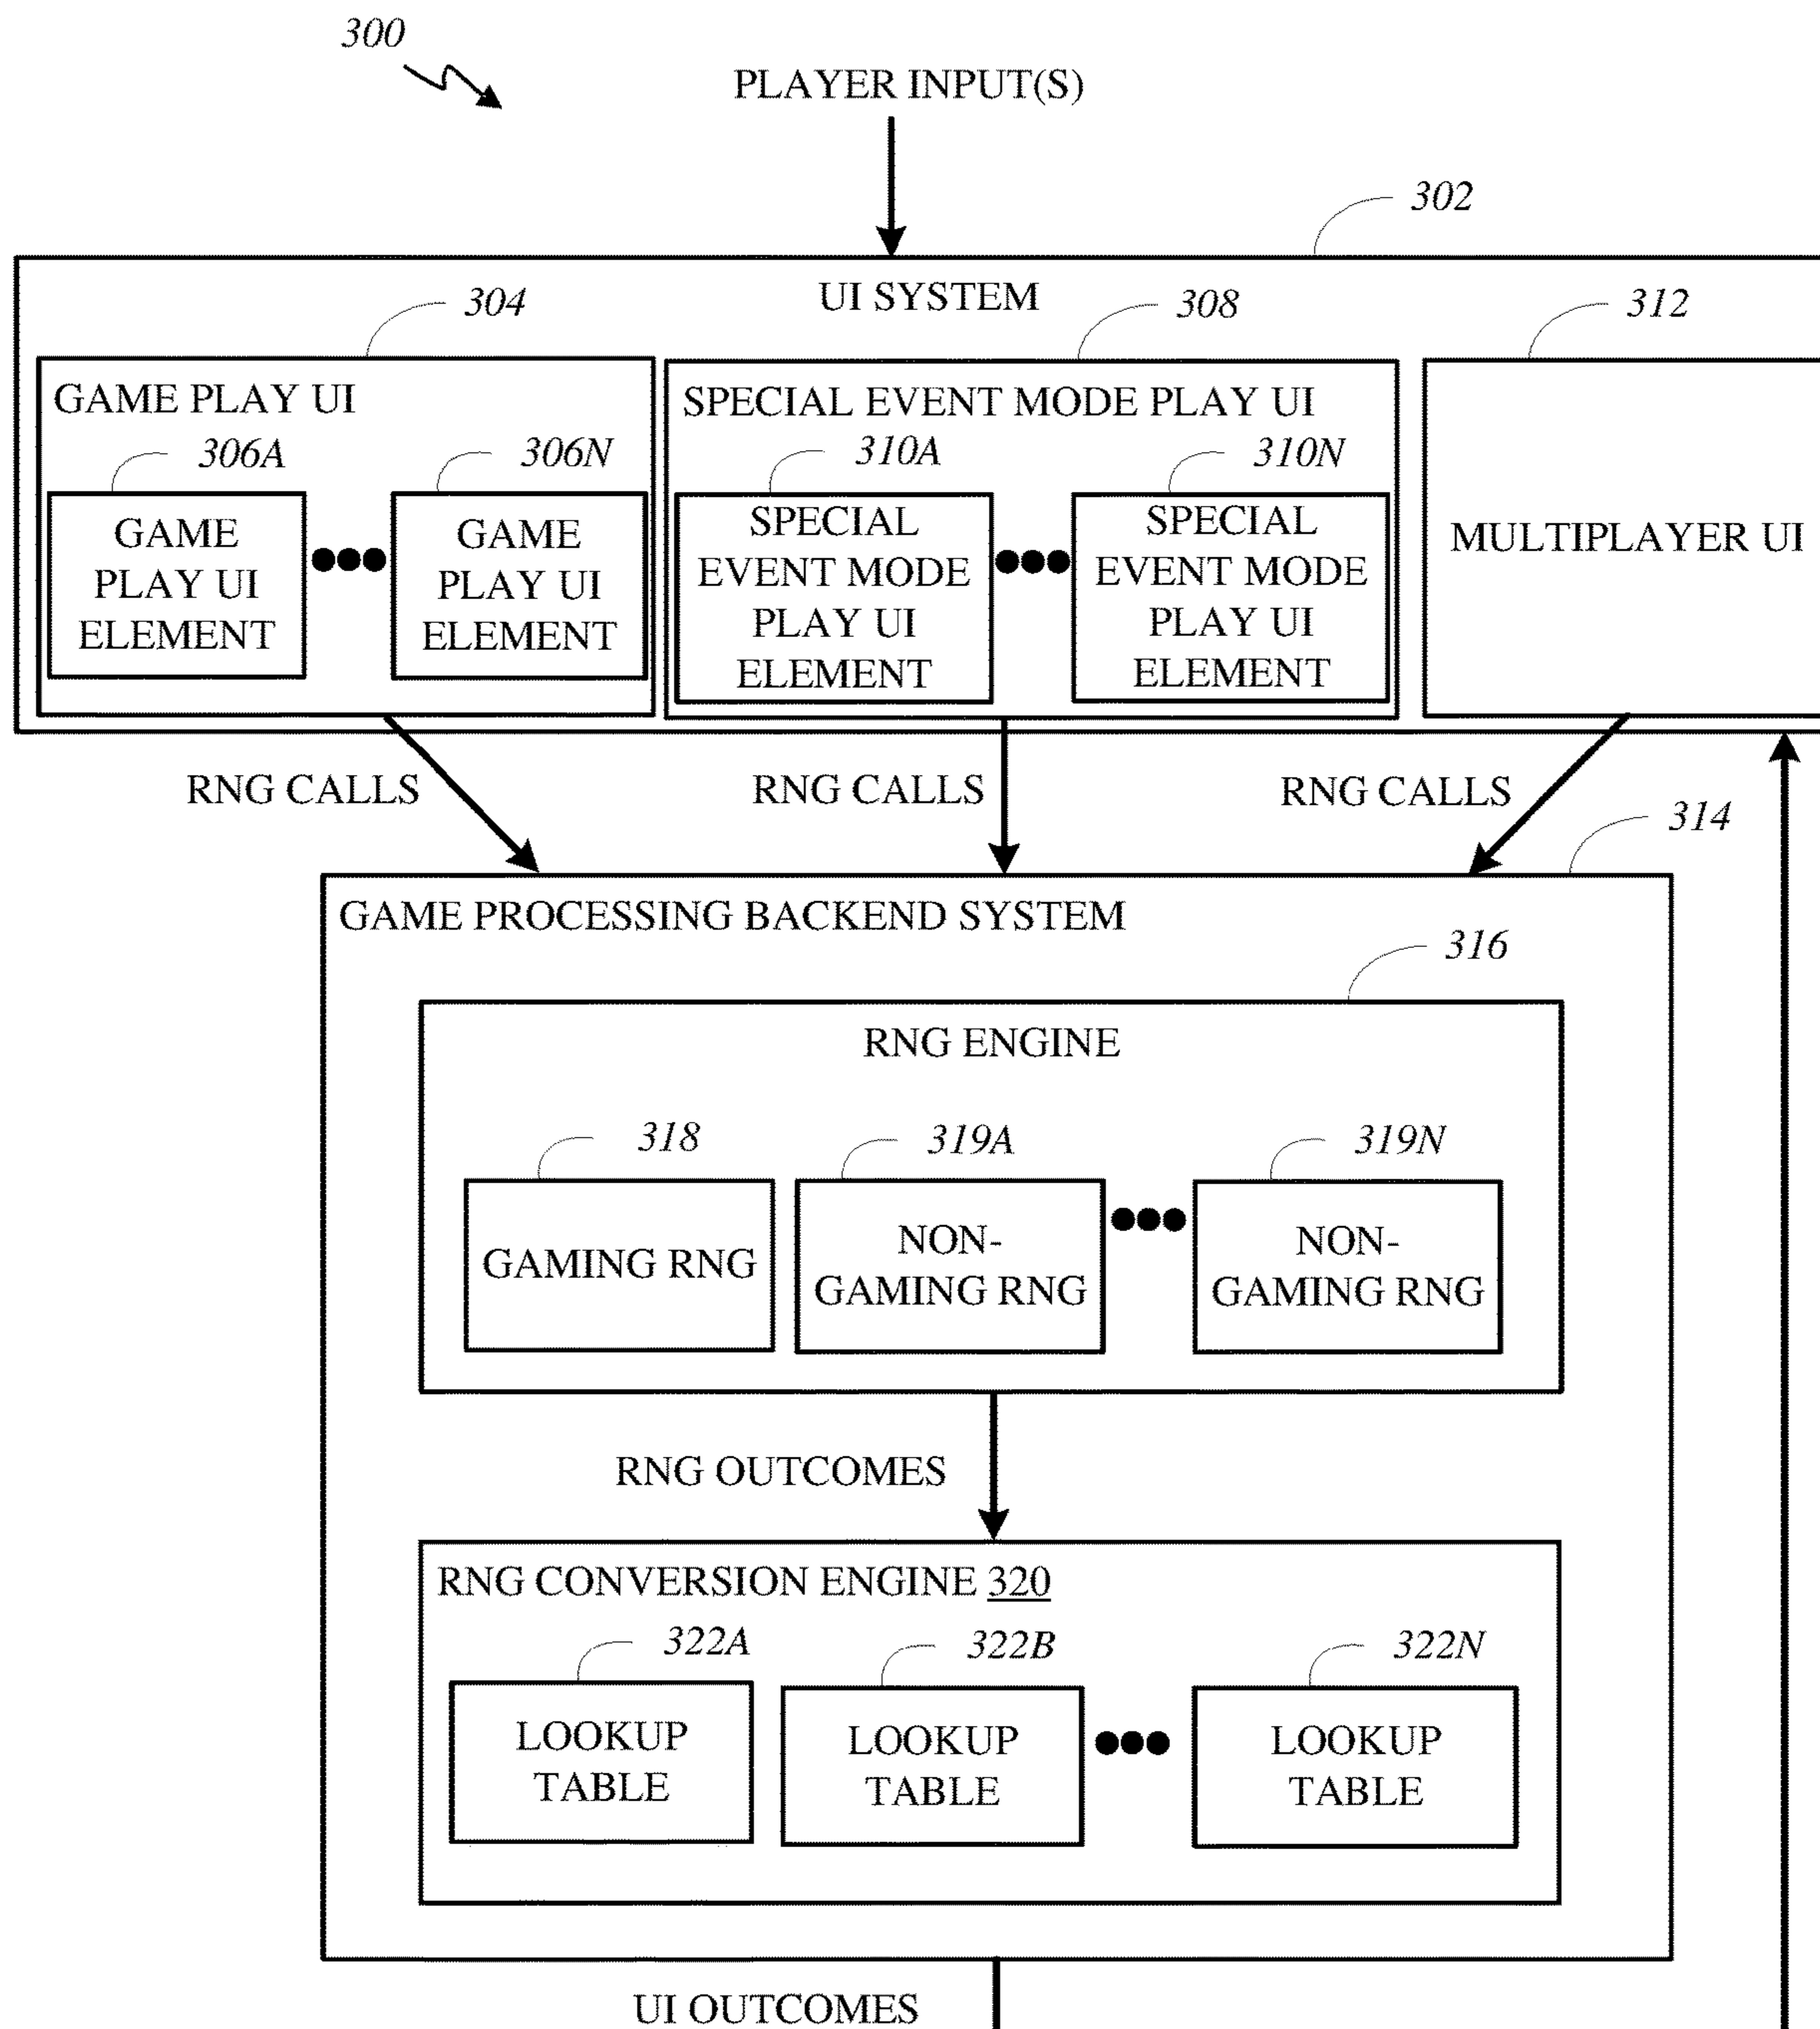 300
PLAYER INPUT(S)
302
UI SYSTEM
304
308
312
GAME PLAY UI
SPECIAL EVENT MODE PLAY UI
306A
306N
310A
310N
GAME
PLAY UI
ELEMENT
GAME
PLAY UI
ELEMENT
SPECIAL
EVENT MODE
PLAY UI
ELEMENT
SPECIAL
EVENT MODE
PLAY UI
ELEMENT
MULTIPLAYER UI
RNG CALLS
RNG CALLS
RNG CALLS
314
GAME PROCESSING BACKEND SYSTEM
316
RNG ENGINE
318
319A
319N
GAMING RNG
NON-
GAMING RNG
NON-
GAMING RNG
RNG OUTCOMES
RNG CONVERSION ENGINE 320
322A
322B
322N
LOOKUP
TABLE
LOOKUP
TABLE
LOOKUP
TABLE
UI OUTCOMES